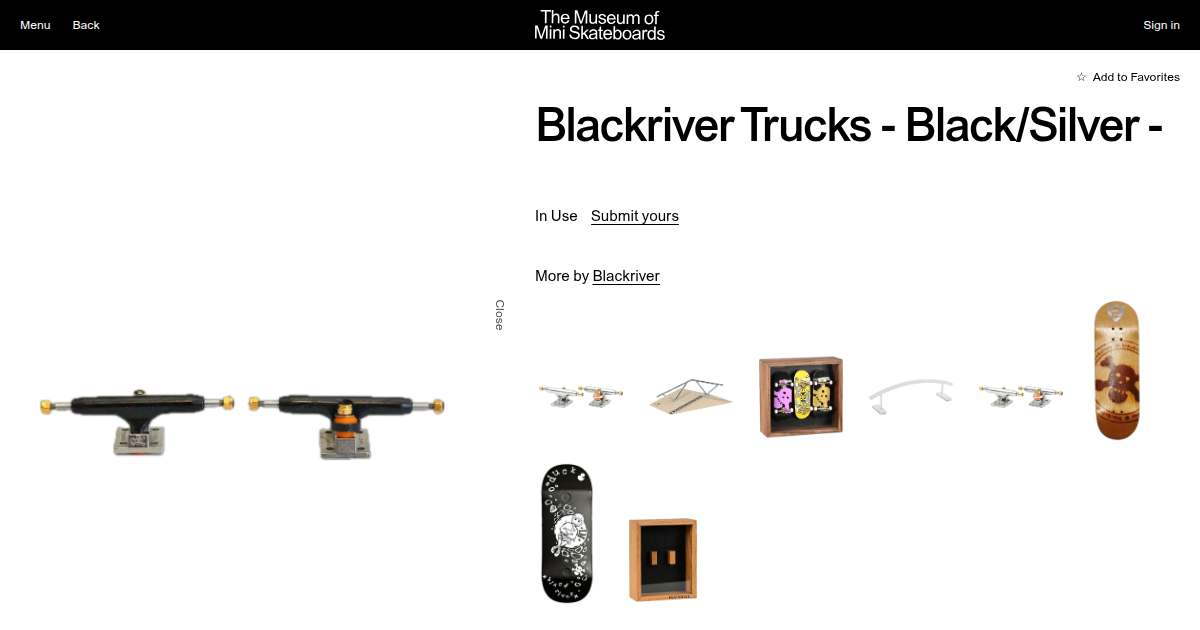 Menu
Back
The Museum of
Mini Skateboards
Sign in
☆ Add to Favorites
Blackriver Trucks - Black/Silver -
In Use
Submit yours
More by Blackriver
Close